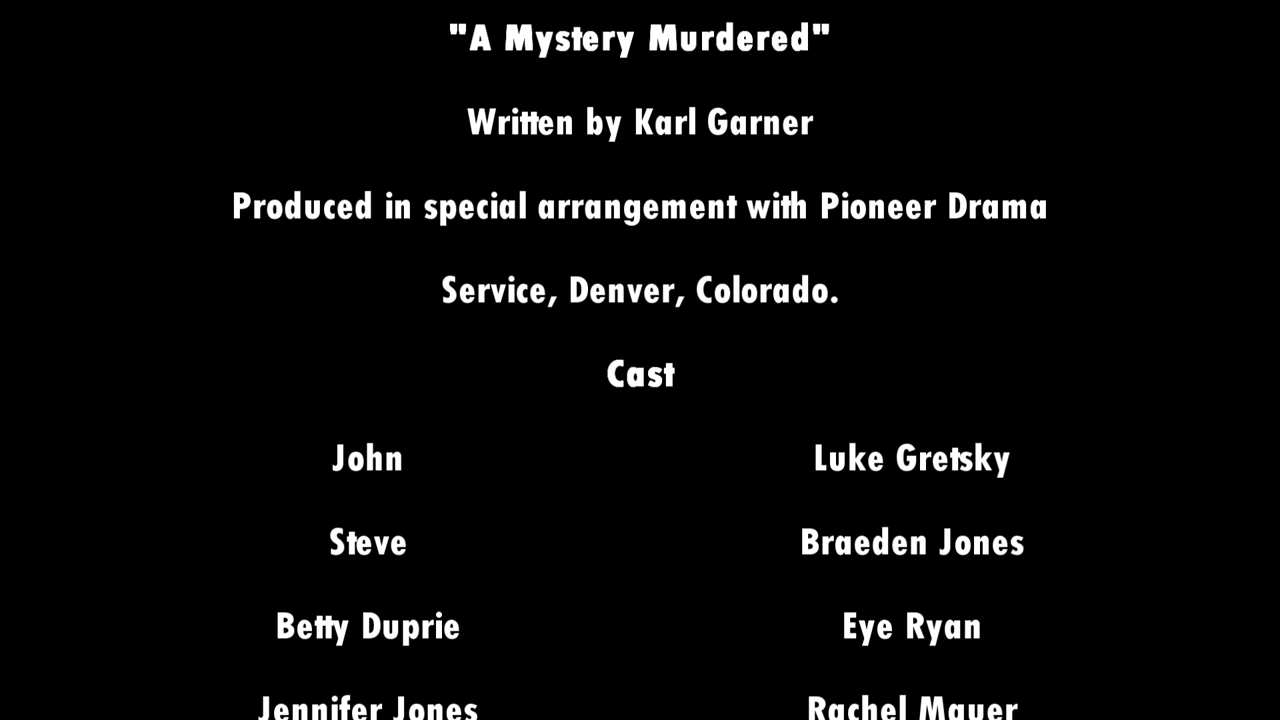 "A Mystery Murdered"
Written by Karl Garner
Produced in special arrangement with Pioneer Drama
Service, Denver, Colorado.
Cast
John Luke Gretsky
Steve Braeden Jones
Betty Duprie Eye Ryan
Jennifer Jones Rachel Mauer